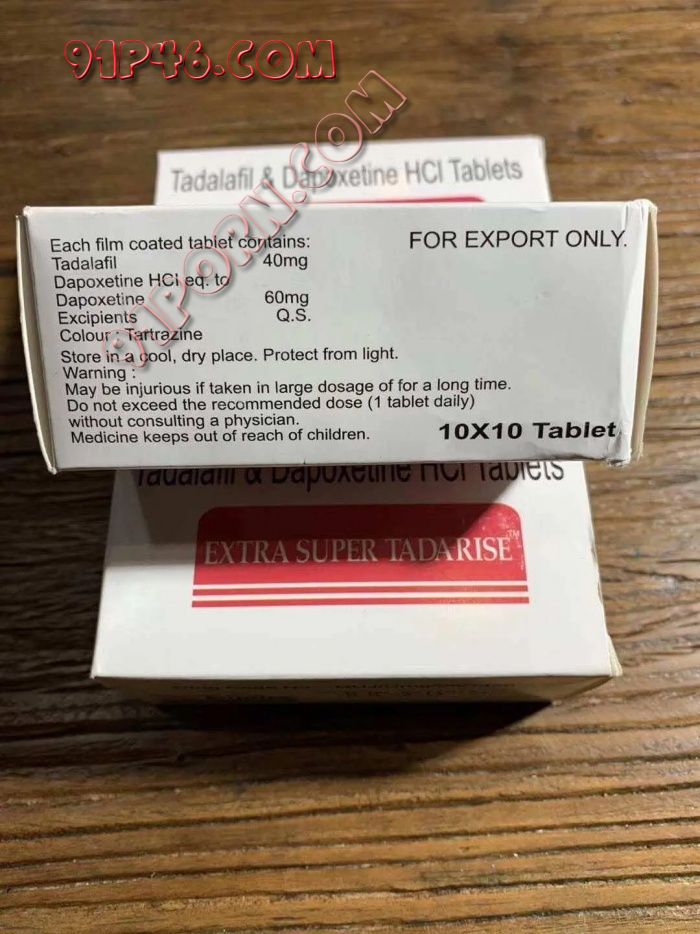 91P46.COM
91PORN.COM
Tadalafil & Dapoxetine HCl Tablets
Each film coated tablet contains:
Tadalafil 40mg
Dapoxetine HCl eq. to
Dapoxetine 60mg
Excipients Q.S.
Colour : Tartrazine
Store in a cool, dry place. Protect from light.
Warning :
May be injurious if taken in large dosage of for a long time.
Do not exceed the recommended dose (1 tablet daily)
without consulting a physician.
Medicine keeps out of reach of children.
FOR EXPORT ONLY.
10X10 Tablet
Tadalafil & Dapoxetine HCl Tablets
EXTRA SUPER TADARISE™